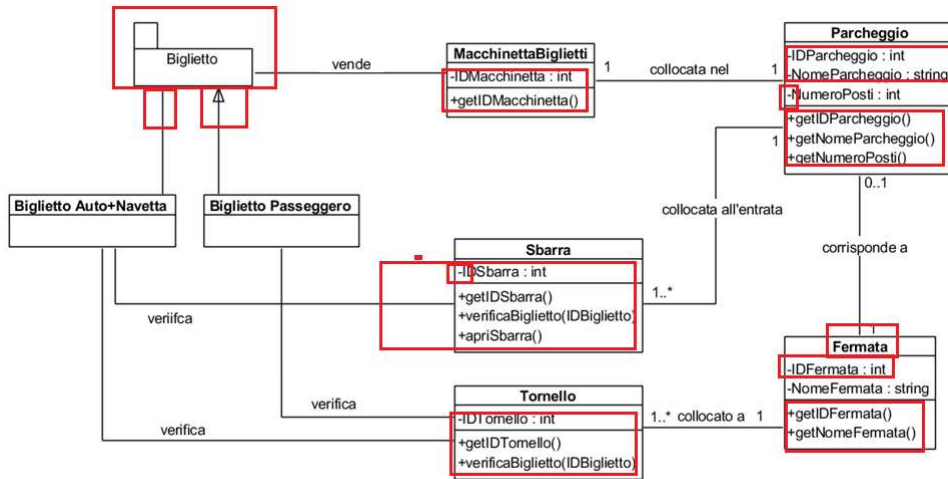 Biglietto
vende
MacchinettaBiglietti
-IDMacchinetta : int
+getIDMacchinetta()
1
collocata nel
1
Parcheggio
-IDParcheggio : int
-NomeParcheggio : string
-NumeroPosti : int
+getIDParcheggio()
+getNomeParcheggio()
+getNumeroPosti()
1
0..1
Biglietto Auto+Navetta
Biglietto Passeggero
collocata all'entrata
corrisponde a
Sbarra
-IDSbarra : int
+getIDSbarra()
+verificaBiglietto(IDBiglietto)
+apriSbarra()
1..*
veriifca
1
Fermata
-IDFermata : int
-NomeFermata : string
+getIDFermata()
+getNomeFermata()
Tornello
-IDTornello : int
+getIDTornello()
+verificaBiglietto(IDBiglietto)
verifica
verifica
1..*
collocato a
1